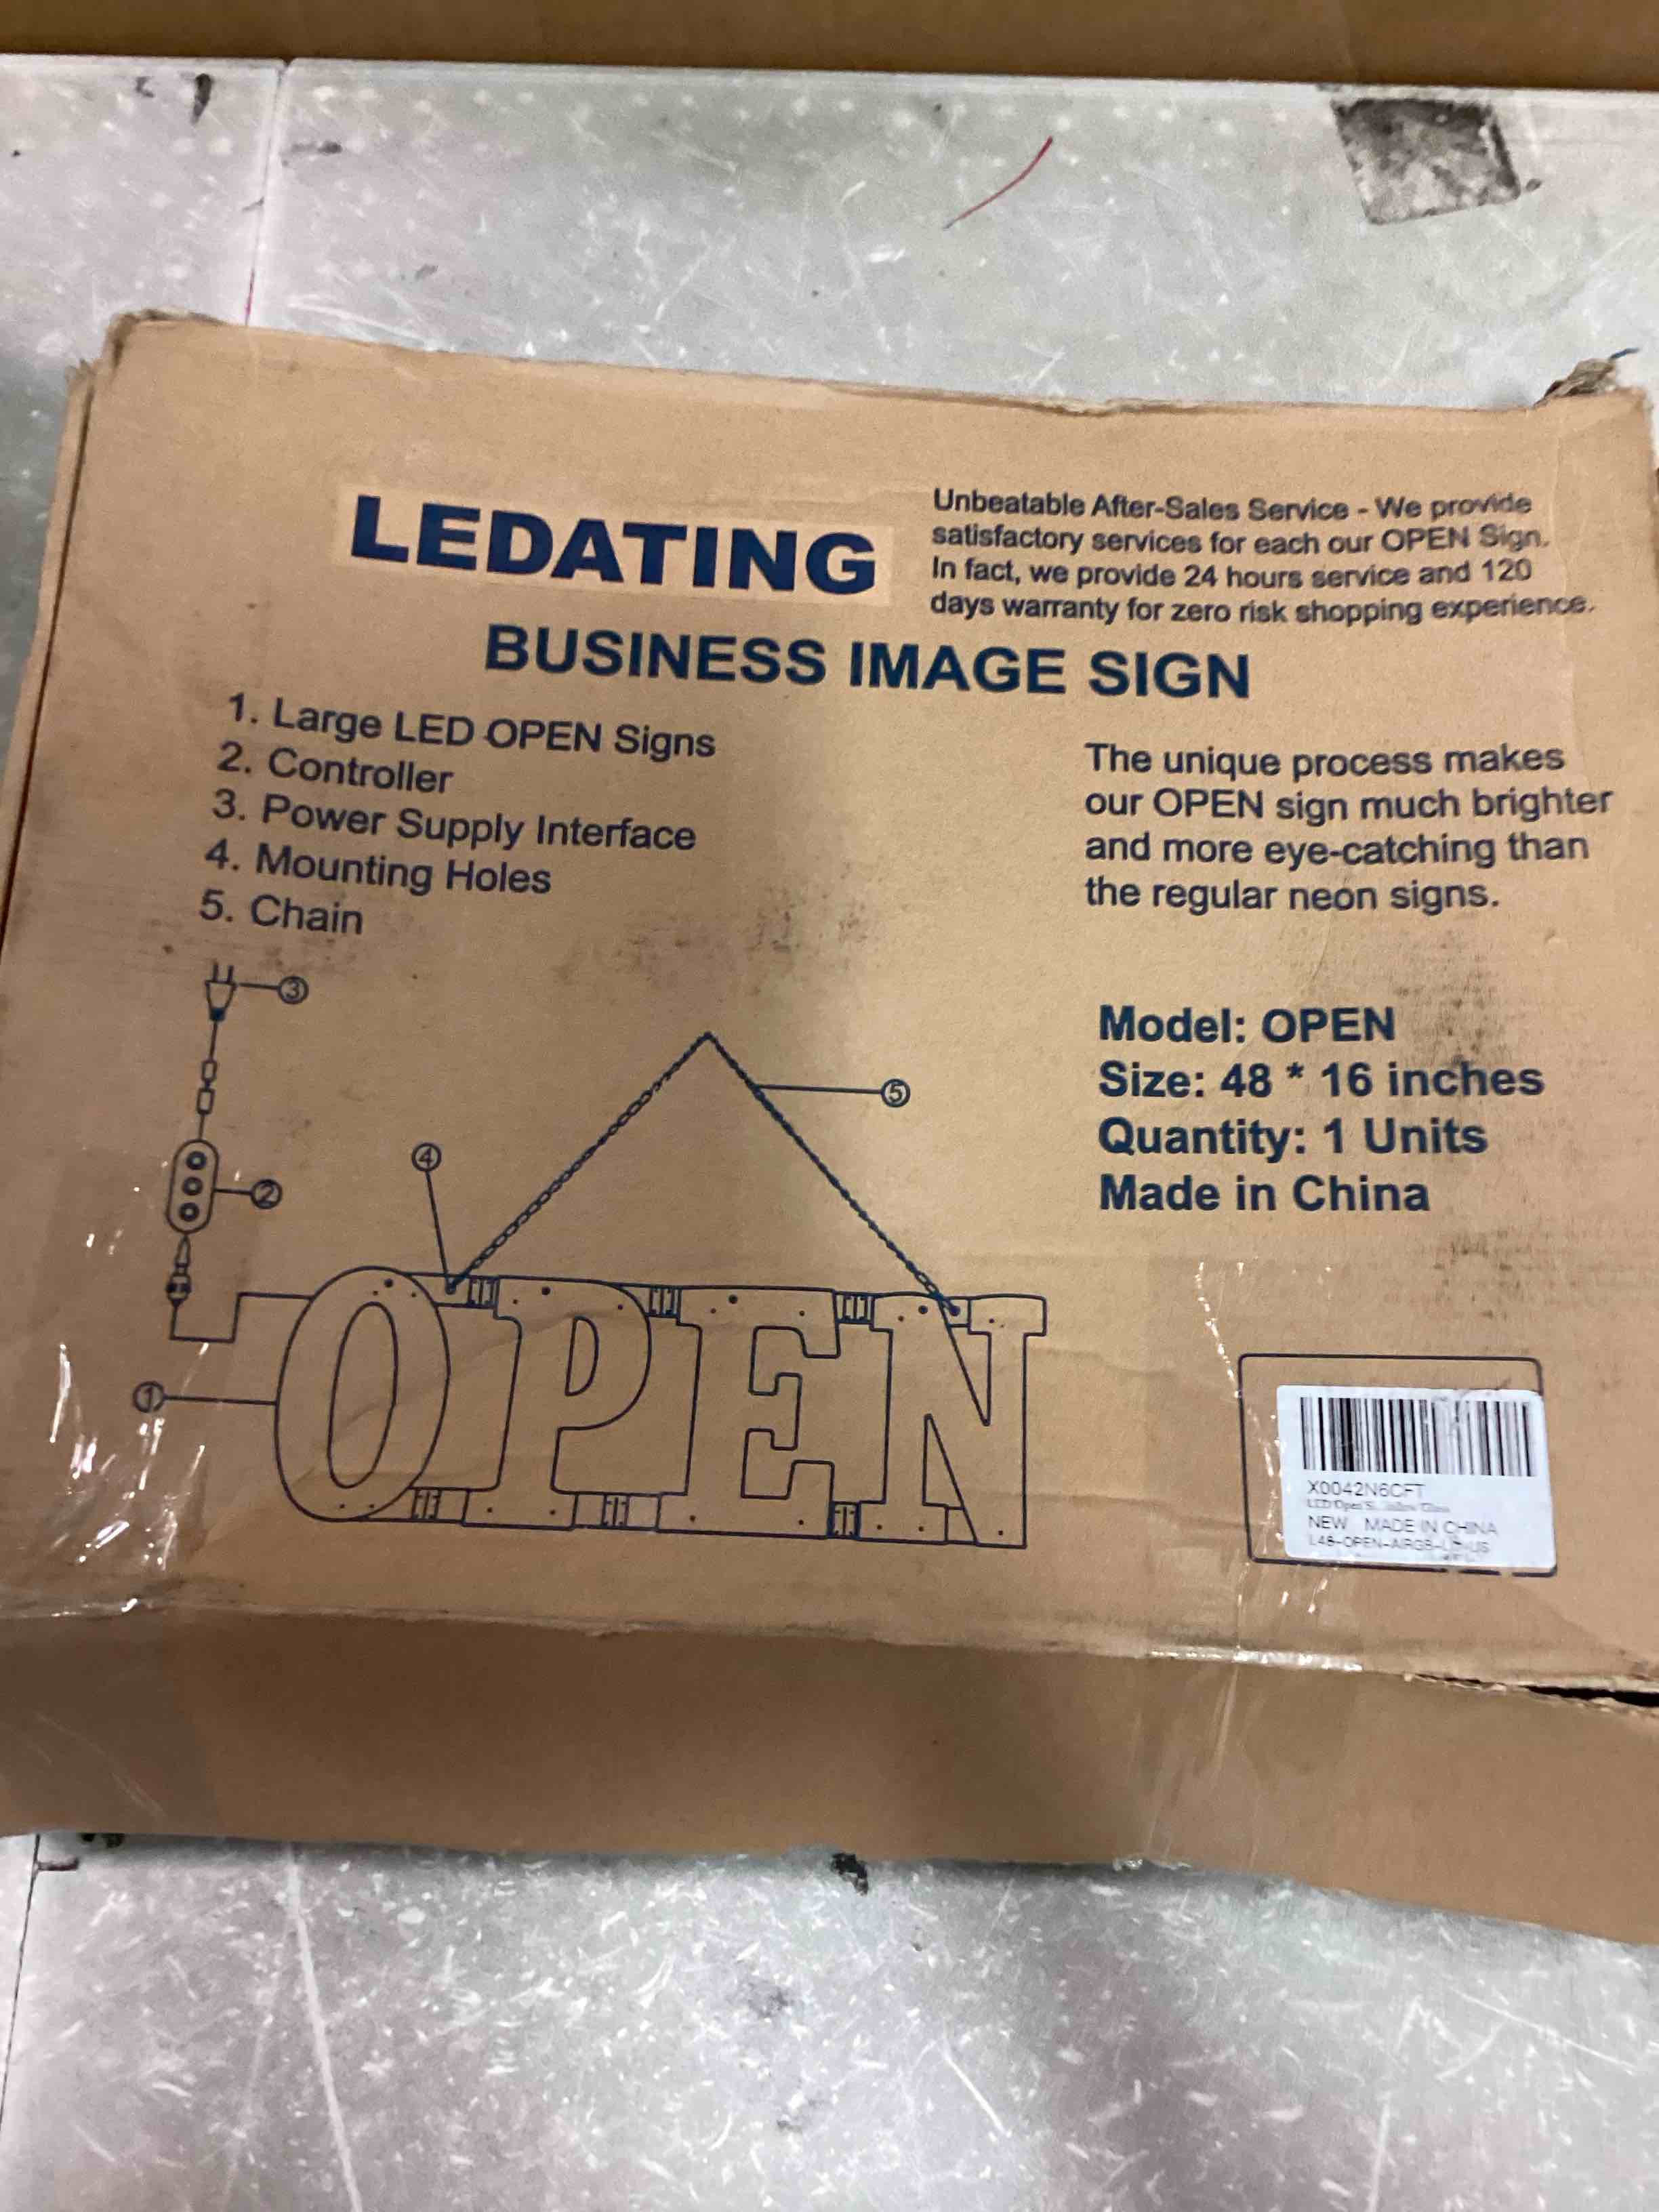 LEDATING
Unbeatable After-Sales Service - We provide
satisfactory services for each our OPEN Sign.
In fact, we provide 24 hours service and 120
days warranty for zero risk shopping experience.
BUSINESS IMAGE SIGN
1. Large LED OPEN Signs
2. Controller
3. Power Supply Interface
4. Mounting Holes
5. Chain
The unique process makes
our OPEN sign much brighter
and more eye-catching than
the regular neon signs.
Model: OPEN
Size: 48 * 16 inches
Quantity: 1 Units
Made in China
3
5
4
2
1
OPEN
X0042N6CFT
LED Open
NEW MADE IN CHINA